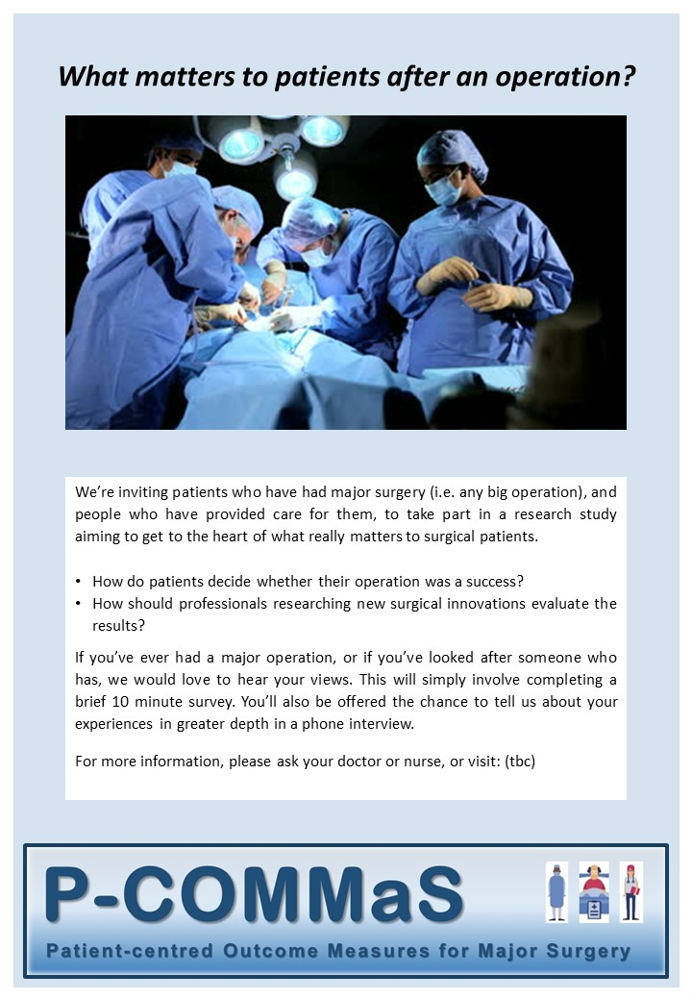 What matters to patients after an operation?
We’re inviting patients who have had major surgery (i.e. any big operation), and
people who have provided care for them, to take part in a research study
aiming to get to the heart of what really matters to surgical patients.
• How do patients decide whether their operation was a success?
• How should professionals researching new surgical innovations evaluate the
results?
If you’ve ever had a major operation, or if you’ve looked after someone who
has, we would love to hear your views. This will simply involve completing a
brief 10 minute survey. You’ll also be offered the chance to tell us about your
experiences in greater depth in a phone interview.
For more information, please ask your doctor or nurse, or visit: (tbc)
P-COMMaS
Patient-centred Outcome Measures for Major Surgery